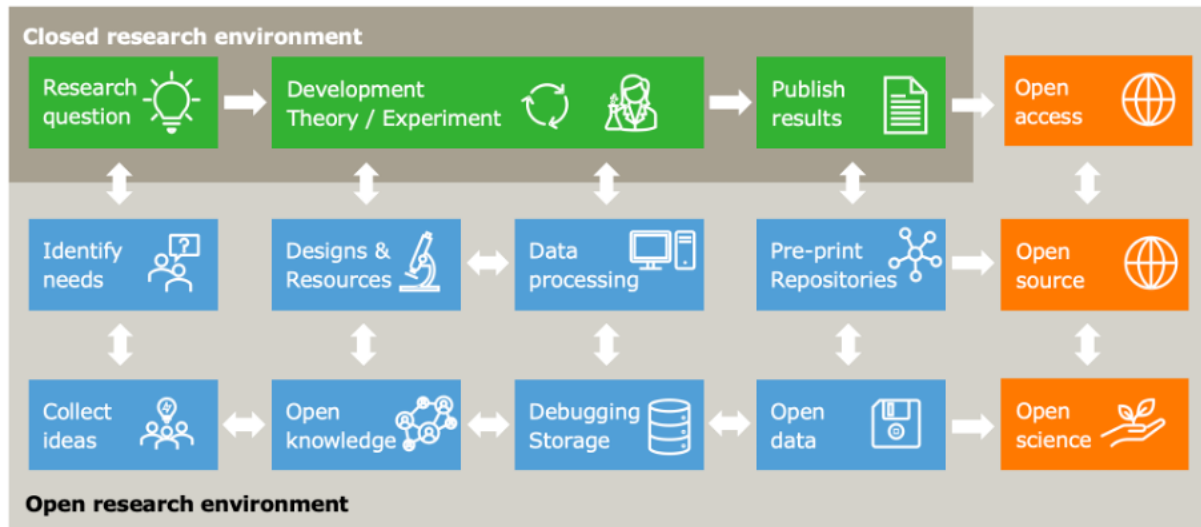 Closed research environment
Research
question
Development
Theory / Experiment
Publish
results
Open
access
Identify
needs
?
Designs &
Resources
Data
processing
Pre-print
Repositories
Open
source
Collect
ideas
Open
knowledge
Debugging
Storage
Open
data
Open
science
Open research environment